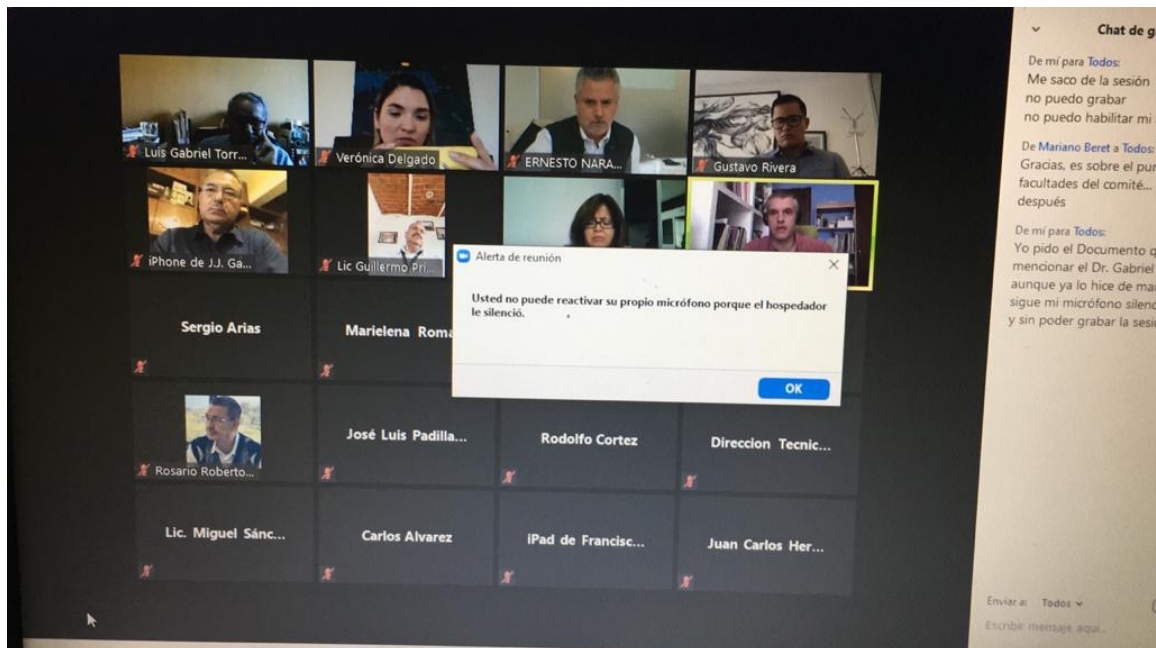 Luis Gabriel Torr...
Verónica Delgado
ERNESTO NARA...
Gustavo Rivera
iPhone de J.J. Ga...
Lic Guillermo Pri...
Alerta de reunión
Usted no puede reactivar su propio micrófono porque el hospedador
le silenció.
OK
Sergio Arias
Marielena Roma
Rosario Roberto...
José Luis Padilla...
Rodolfo Cortez
Direccion Tecnic...
Lic. Miguel Sánc...
Carlos Alvarez
iPad de Francisc...
Juan Carlos Her...
Chat de g
De mí para Todos:
Me saco de la sesión
no puedo grabar
no puedo habilitar mi
De Mariano Beret a Todos:
Gracias, es sobre el pu
facultades del comité...
después
De mí para Todos:
Yo pido el Documento q
mencionar el Dr. Gabriel
aunque ya lo hice de ma
sigue mi micrófono silenc
y sin poder grabar la sesi
Enviar a: Todos
Escribir mensaje aquí...